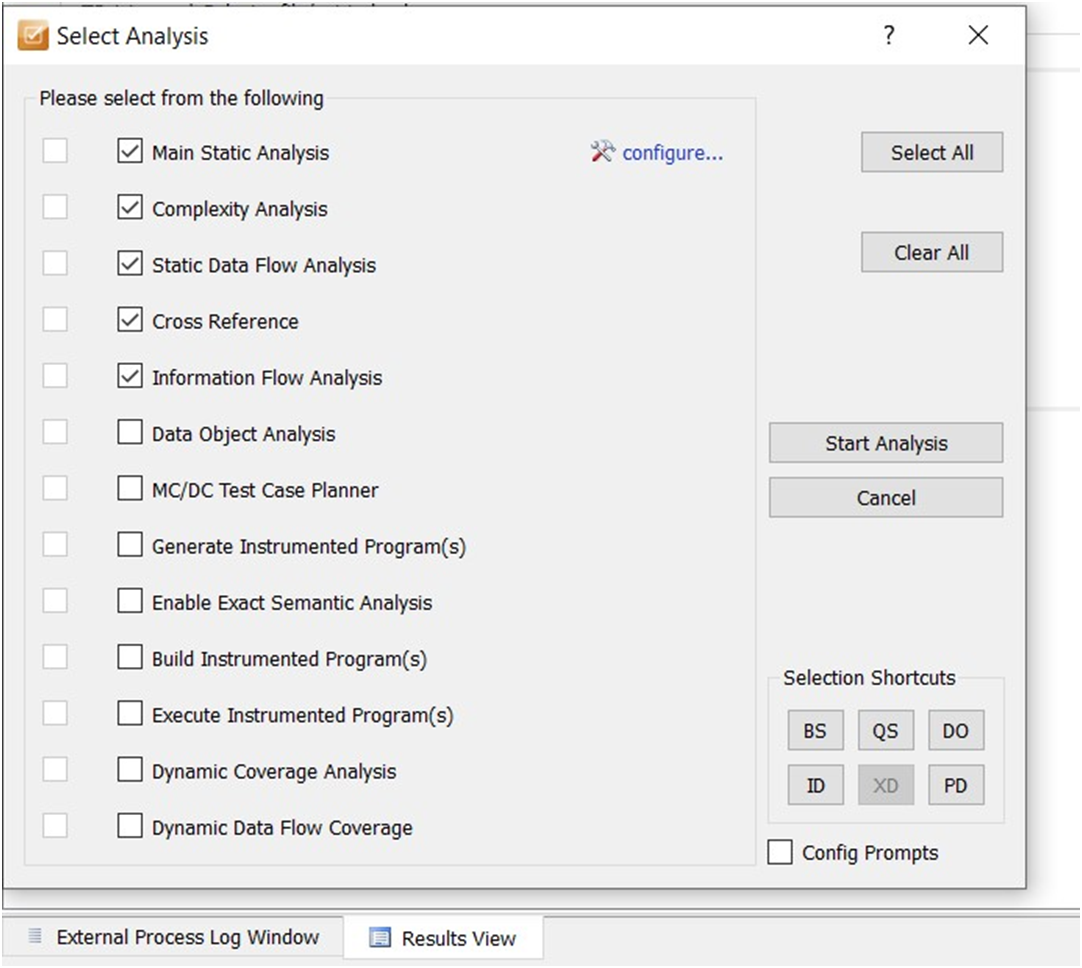 Select Analysis
?
Please select from the following
Main Static Analysis
configure...
Select All
Complexity Analysis
Static Data Flow Analysis
Clear All
Cross Reference
Information Flow Analysis
Data Object Analysis
Start Analysis
MC/DC Test Case Planner
Cancel
Generate Instrumented Program(s)
Enable Exact Semantic Analysis
Build Instrumented Program(s)
Selection Shortcuts
Execute Instrumented Program(s)
BS QS DO
Dynamic Coverage Analysis
ID XD PD
Dynamic Data Flow Coverage
Config Prompts
External Process Log Window
Results View